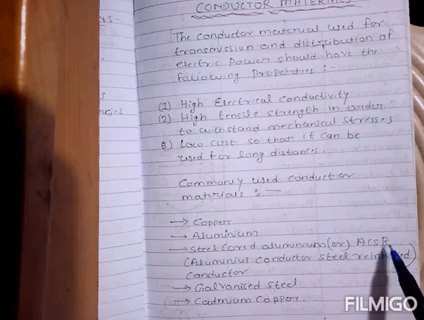 CONDUCTOR MATERIALS
The conductor material used for
transmission and distribution of
electric power should have the
following Properties :-
(1) High Electrical conductivity
(2) High tensile strength in order
to withstand mechanical stresses
(3) Low cost so that it can be
used for long distances.
Commonly used conductor
materials :-
→ Copper
→ Aluminium
→ Steel cored aluminium (or) ACSR
(Aluminium conductor steel reinforced)
conductor
→ Galvanised steel
→ Cadmium Copper.
FILMIGO